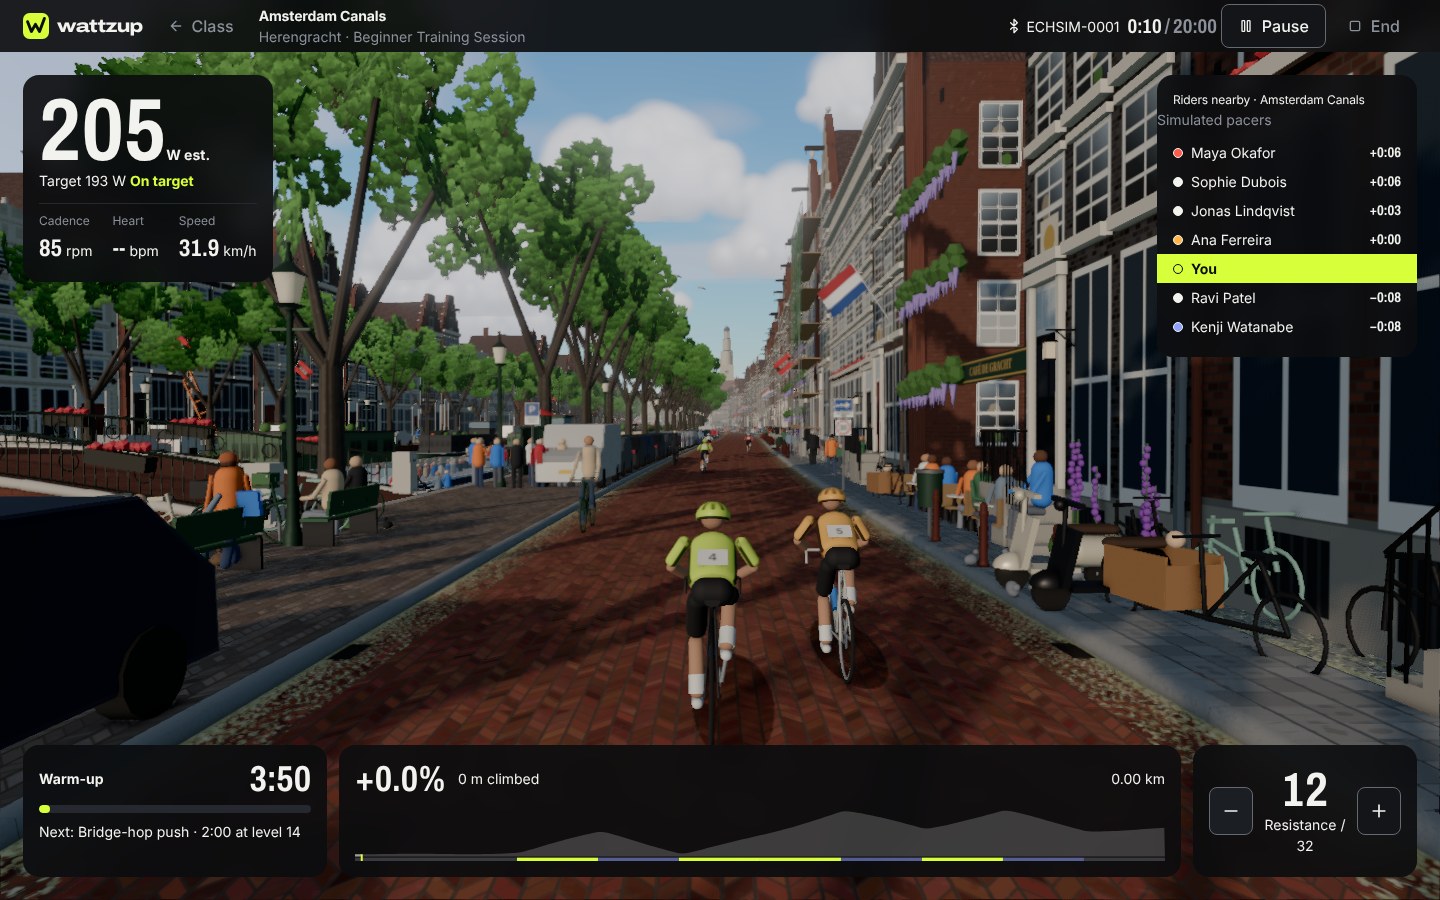 wattzup
← Class
Amsterdam Canals
Herengracht · Beginner Training Session
ECHSIM-0001 0:10 / 20:00
Pause
End
205 W est.
Target 193 W On target
Cadence Heart Speed
85 rpm -- bpm 31.9 km/h
Riders nearby · Amsterdam Canals
Simulated pacers
Maya Okafor +0:06
Sophie Dubois +0:06
Jonas Lindqvist +0:03
Ana Ferreira +0:00
You
Ravi Patel −0:08
Kenji Watanabe −0:08
P
4
5
Warm-up 3:50
Next: Bridge-hop push · 2:00 at level 14
+0.0% 0 m climbed 0.00 km
−
12
+
Resistance /
32